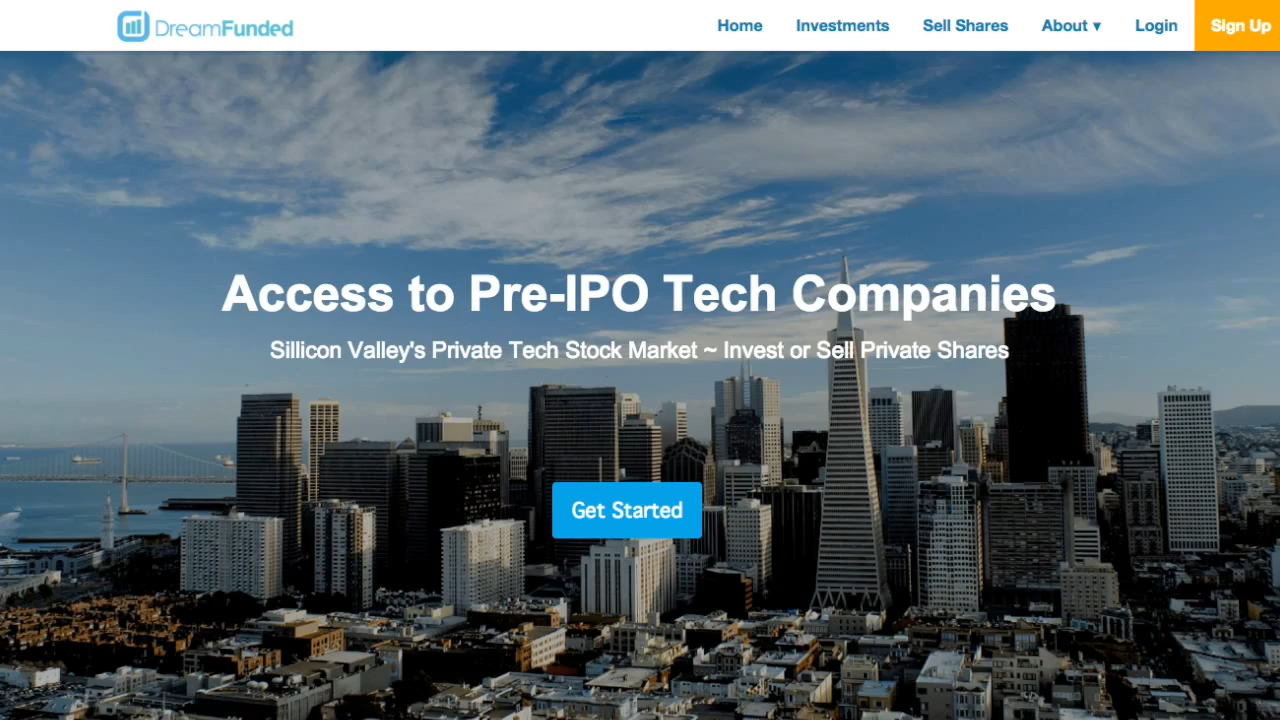 DreamFunded
Home Investments Sell Shares About ▾ Login Sign Up
Access to Pre-IPO Tech Companies
Sillicon Valley's Private Tech Stock Market ~ Invest or Sell Private Shares
Get Started